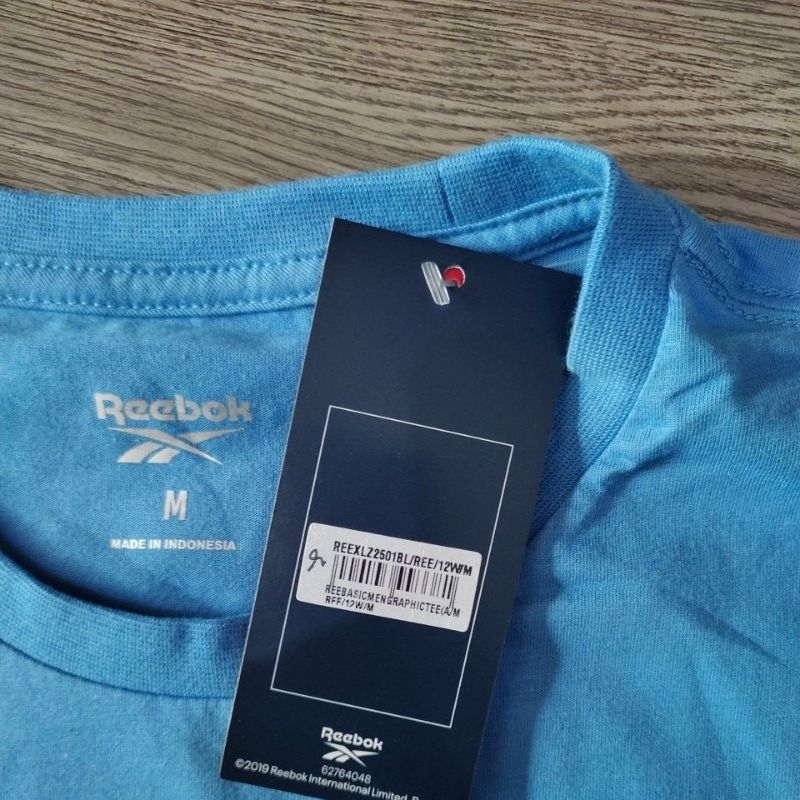 Reebok
M
MADE IN INDONESIA
REEXLZ2501BL/REE/12W/M
REEBASICMENGRAPHICTEE(A/M
REE/12W/M
Reebok
62764048
©2019 Reebok International Limited.